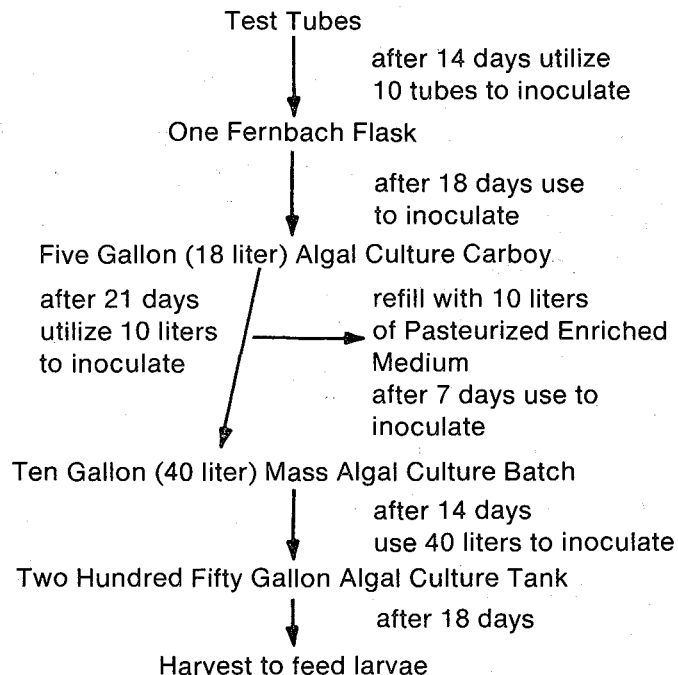 Test Tubes
after 14 days utilize
10 tubes to inoculate
One Fernbach Flask
after 18 days use
to inoculate
Five Gallon (18 liter) Algal Culture Carboy
after 21 days
utilize 10 liters
to inoculate
refill with 10 liters
of Pasteurized Enriched
Medium
after 7 days use to
inoculate
Ten Gallon (40 liter) Mass Algal Culture Batch
after 14 days
use 40 liters to inoculate
Two Hundred Fifty Gallon Algal Culture Tank
after 18 days
Harvest to feed larvae